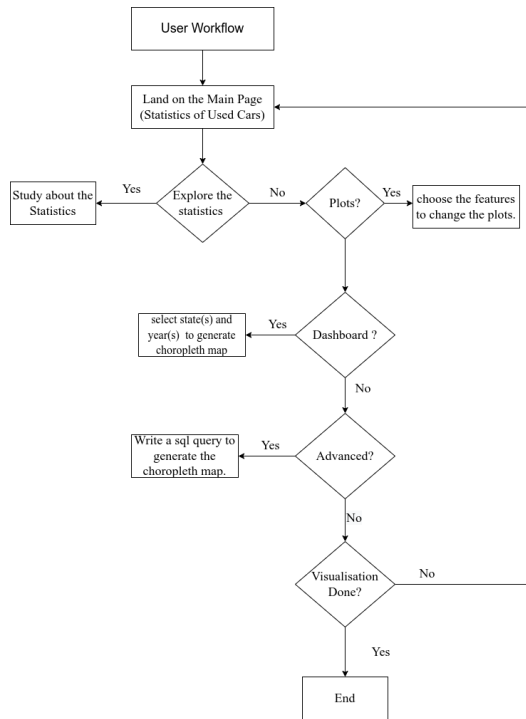 User Workflow
Land on the Main Page
(Statistics of Used Cars)
Study about the
Statistics
Yes
Explore the
statistics
No
Plots?
Yes
choose the features
to change the plots.
select state(s) and
year(s) to generate
choropleth map
Yes
Dashboard ?
No
Write a sql query to
generate the
choropleth map.
Yes
Advanced?
No
Visualisation
Done?
No
Yes
End